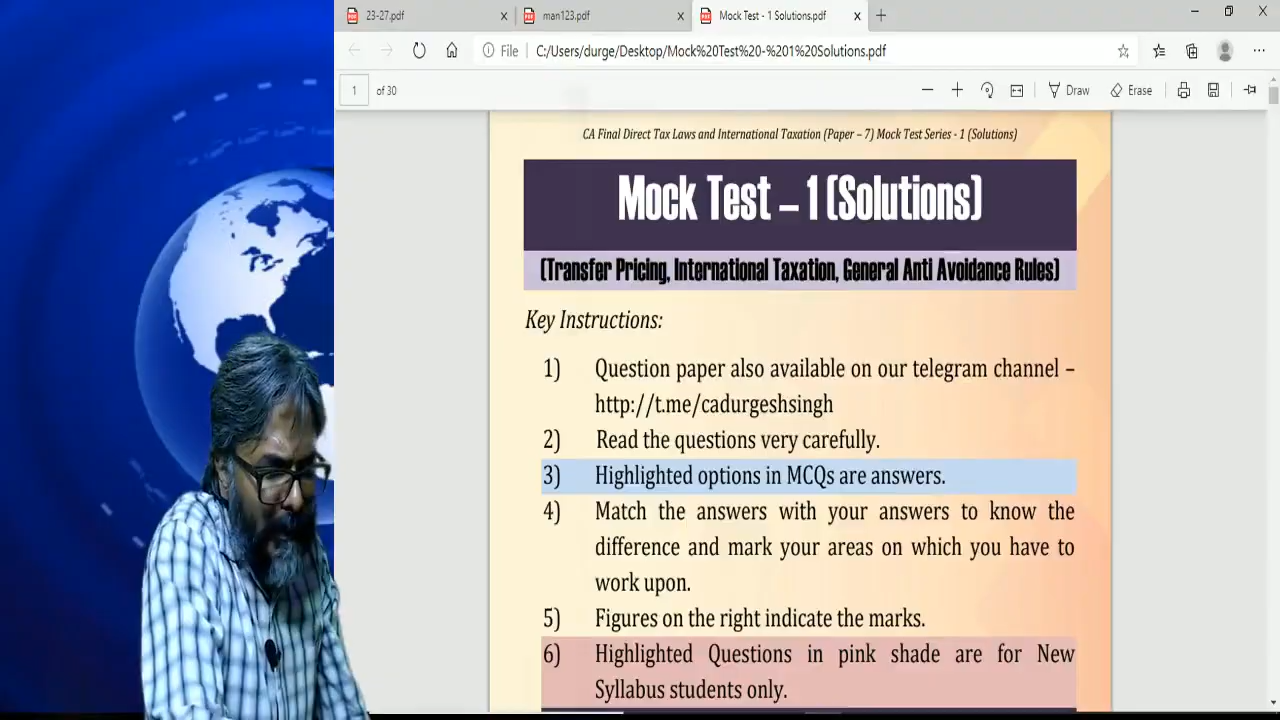 23-27.pdf
man123.pdf
Mock Test - 1 Solutions.pdf
File C:/Users/durge/Desktop/Mock%20Test%20-%201%20Solutions.pdf
1 of 30
Draw
Erase
CA Final Direct Tax Laws and International Taxation (Paper – 7) Mock Test Series - 1 (Solutions)
Mock Test – 1 (Solutions)
(Transfer Pricing, International Taxation, General Anti Avoidance Rules)
Key Instructions:
1) Question paper also available on our telegram channel –
http://t.me/cadurgeshsingh
2) Read the questions very carefully.
3) Highlighted options in MCQs are answers.
4) Match the answers with your answers to know the
difference and mark your areas on which you have to
work upon.
5) Figures on the right indicate the marks.
6) Highlighted Questions in pink shade are for New
Syllabus students only.